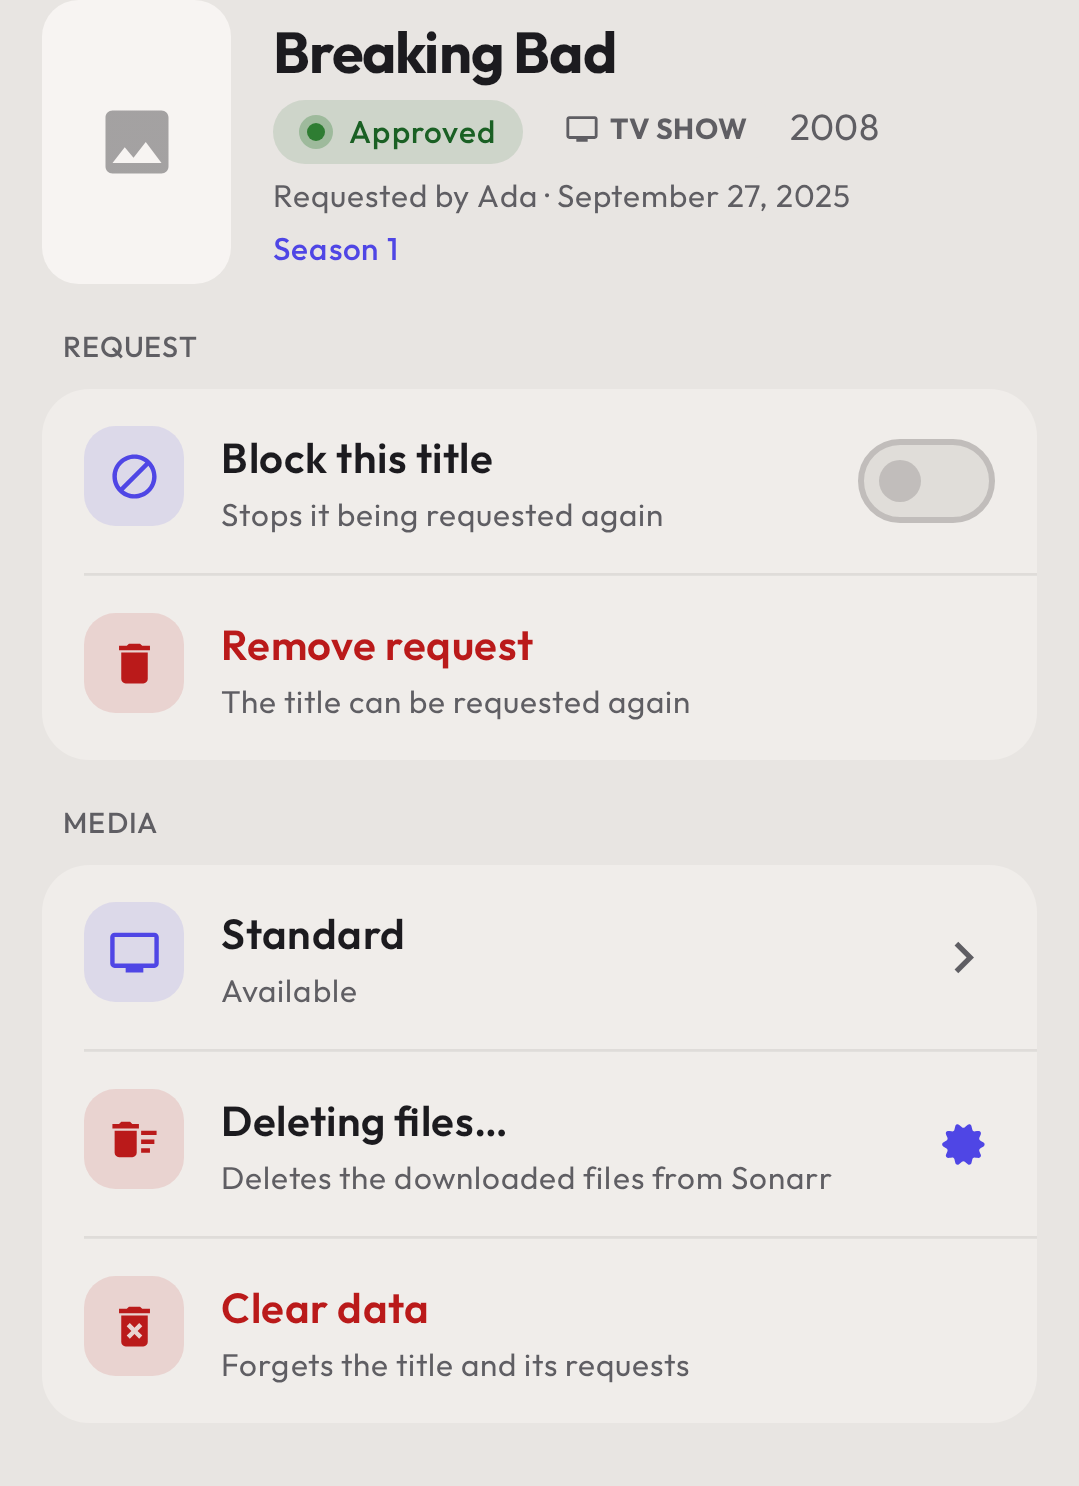 Breaking Bad
Approved TV SHOW 2008
Requested by Ada · September 27, 2025
Season 1
REQUEST
Block this title
Stops it being requested again
Remove request
The title can be requested again
MEDIA
Standard
Available
Deleting files...
Deletes the downloaded files from Sonarr
Clear data
Forgets the title and its requests